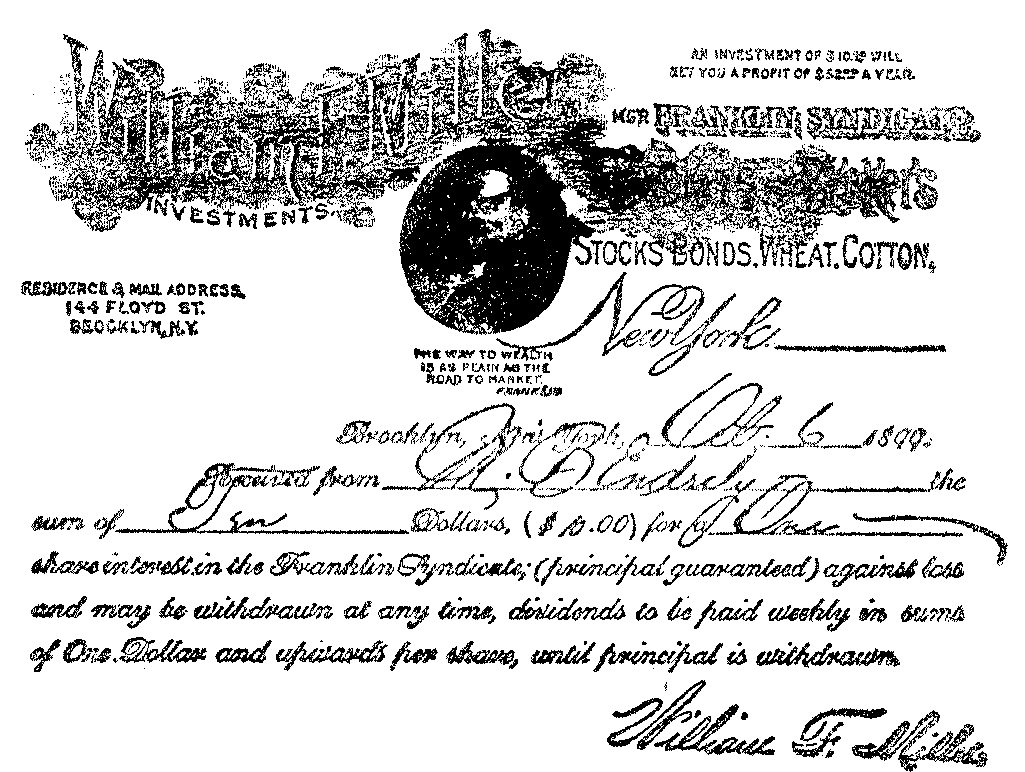 William F. Miller
INVESTMENTS.
AN INVESTMENT OF $10.00 WILL
NET YOU A PROFIT OF $52.00 A YEAR.
MGR FRANKLIN SYNDICATE,
STOCKS BONDS, WHEAT, COTTON,
RESIDENCE & MAIL ADDRESS,
144 FLOYD ST.
BROOKLYN, N.Y.
New York
THE WAY TO WEALTH
IS AS PLAIN AS THE
ROAD TO MARKET.
FRANKLIN
Brooklyn, New York, Oct. 6 1899.
Received from the
sum of Ten Dollars, ($10.00) for One
share interest in the Franklin Syndicate, (principal guaranteed) against loss
and may be withdrawn at any time, dividends to be paid weekly in sums
of One Dollar and upwards per share, until principal is withdrawn.
William F. Miller